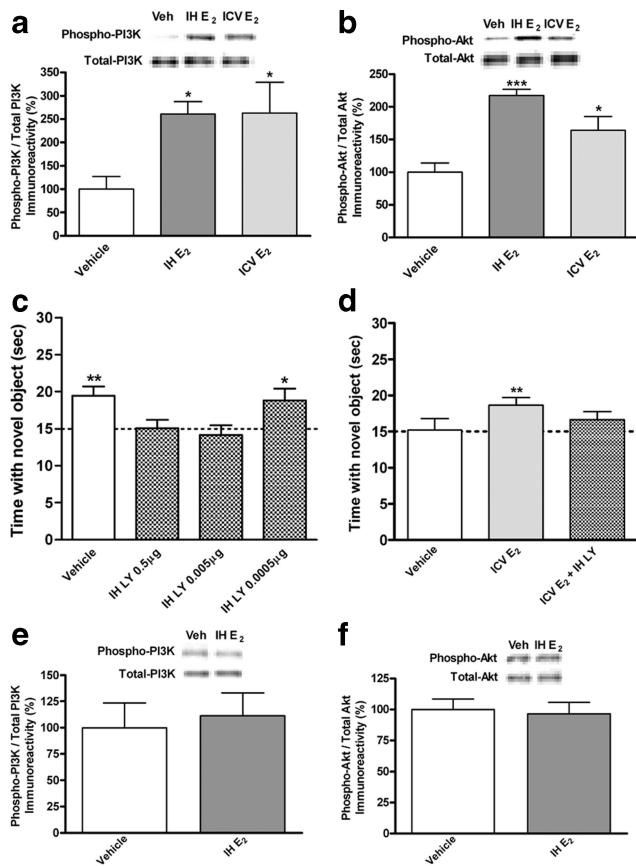 a
Veh IH E2 ICV E2
Phospho-PI3K
Total-PI3K
Phospho-PI3K / Total PI3K
Immunoreactivity (%)
350
300
250
200
150
100
50
0
*
*
Vehicle
IH E2
ICV E2
b
Veh IH E2 ICV E2
Phospho-Akt
Total-Akt
Phospho-Akt / Total Akt
Immunoreactivity (%)
250
200
150
100
50
0
***
*
Vehicle
IH E2
ICV E2
c
Time with novel object (sec)
30
25
20
15
10
5
0
**
*
Vehicle
IH LY 0.5µg
IH LY 0.005µg
IH LY 0.0005µg
d
Time with novel object (sec)
30
25
20
15
10
5
0
**
Vehicle
ICV E2
ICV E2 + IH LY
e
Veh IH E2
Phospho-PI3K
Total-PI3K
Phospho-PI3K / Total PI3K
Immunoreactivity (%)
150
125
100
75
50
25
0
Vehicle
IH E2
f
Veh IH E2
Phospho-Akt
Total-Akt
Phospho-Akt / Total Akt
Immunoreactivity (%)
125
100
75
50
25
0
Vehicle
IH E2